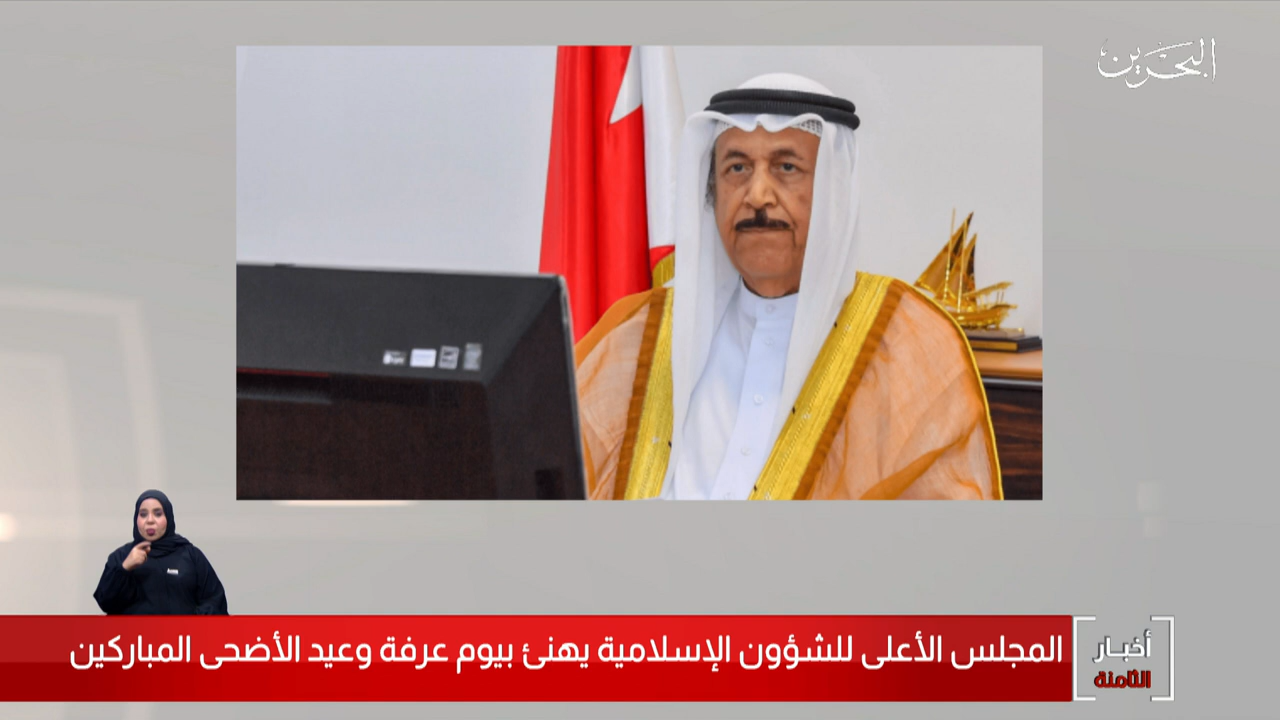 البحرين
المجلس الأعلى للشؤون الإسلامية يهنئ بيوم عرفة وعيد الأضحى المباركين
أخبار
الثامنة